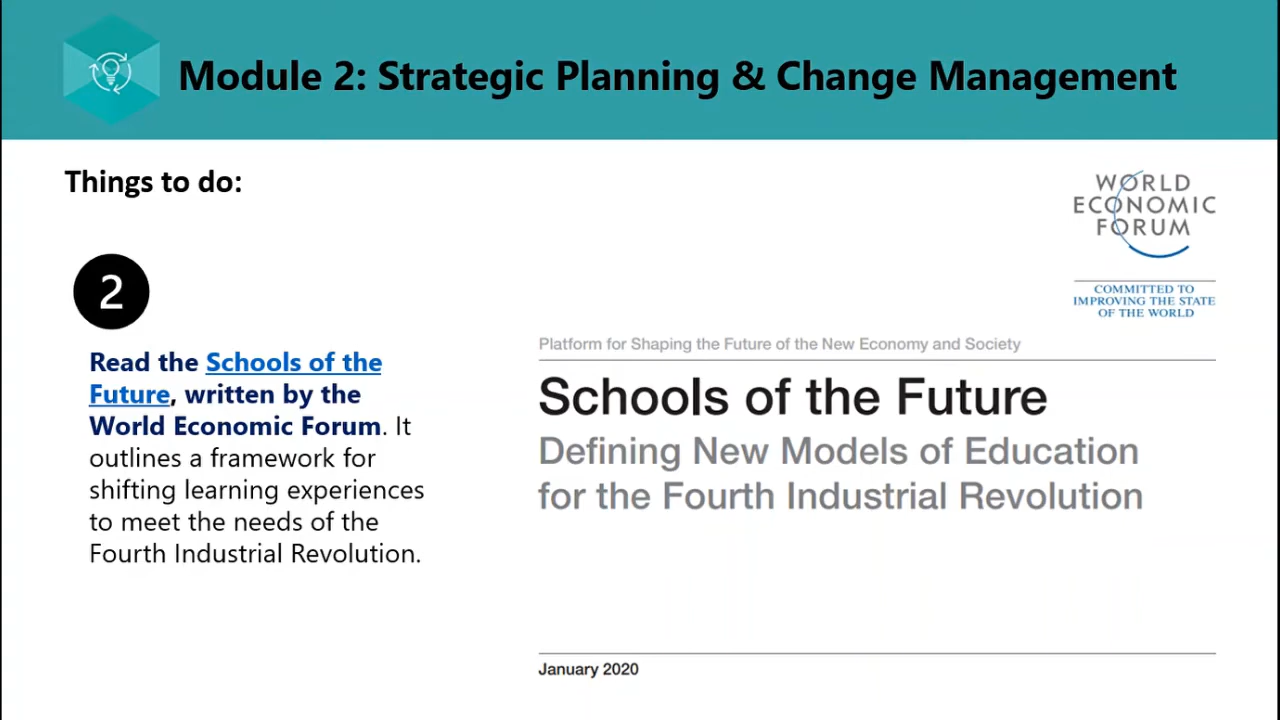 Module 2: Strategic Planning & Change Management
Things to do:
2
Read the Schools of the
Future, written by the
World Economic Forum. It
outlines a framework for
shifting learning experiences
to meet the needs of the
Fourth Industrial Revolution.
WORLD
ECONOMIC
FORUM
COMMITTED TO
IMPROVING THE STATE
OF THE WORLD
Platform for Shaping the Future of the New Economy and Society
Schools of the Future
Defining New Models of Education
for the Fourth Industrial Revolution
January 2020